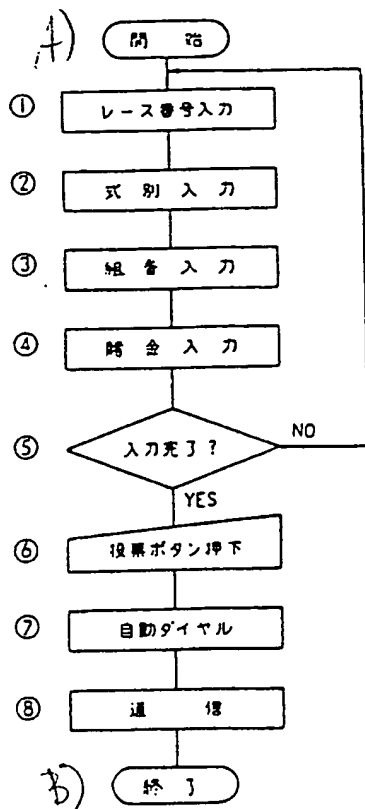 A)
開始
① レース番号入力
② 式別入力
③ 組番入力
④ 賭金入力
⑤ 入力完了? NO
YES
⑥ 投票ボタン押下
⑦ 自動ダイヤル
⑧ 通信
B) 終了